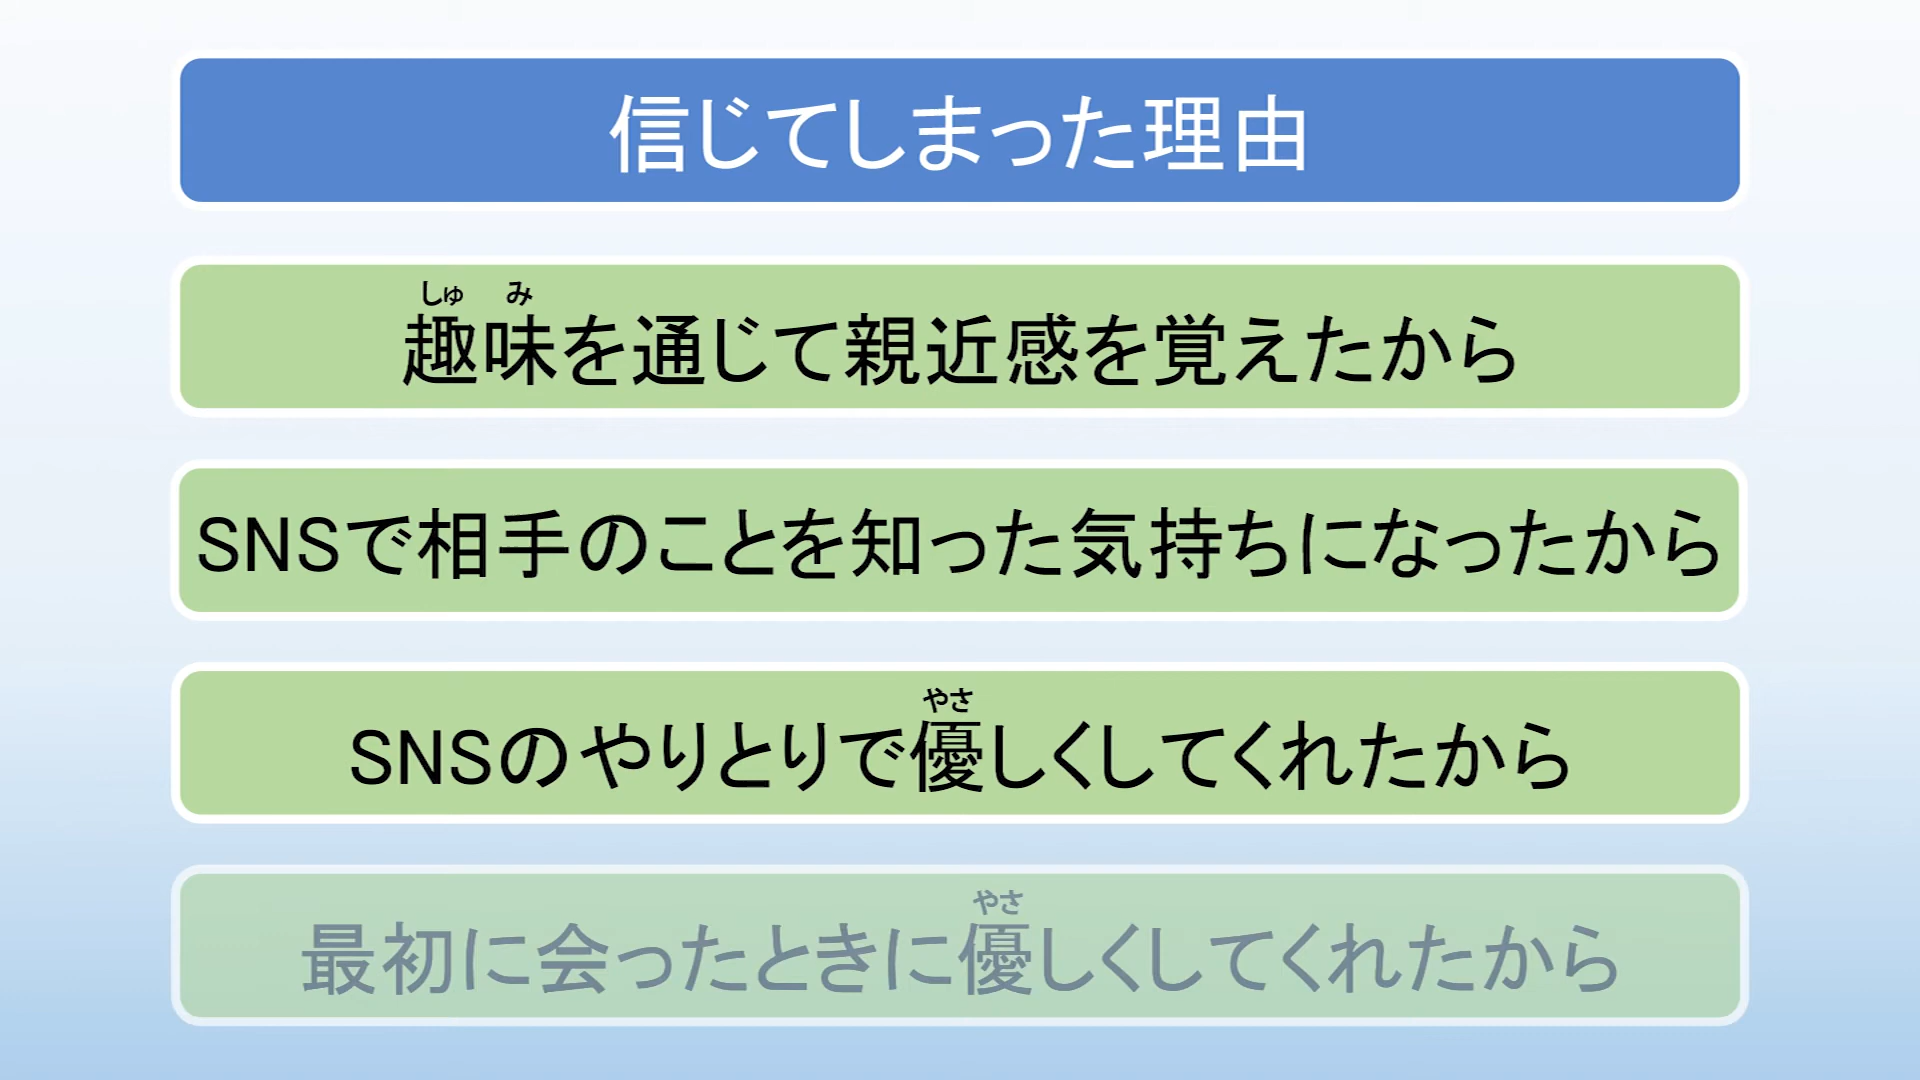 信じてしまった理由
しゅ み
趣味を通じて親近感を覚えたから
SNSで相手のことを知った気持ちになったから
やさ
SNSのやりとりで優しくしてくれたから
やさ
最初に会ったときに優しくしてくれたから